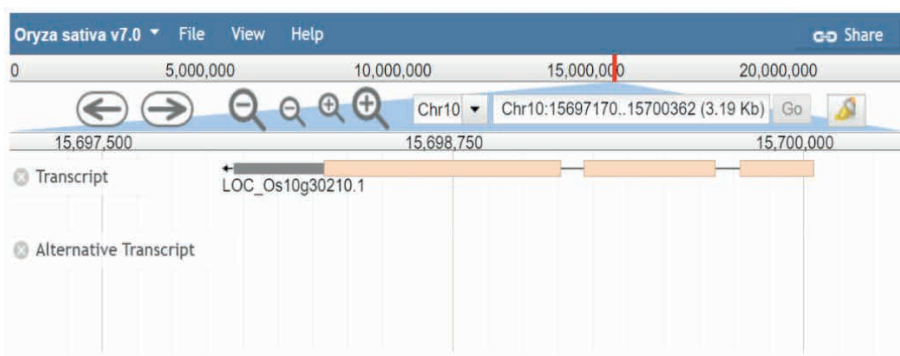 Oryza sativa v7.0 File View Help Share
0 5,000,000 10,000,000 15,000,000 20,000,000
Chr10 Chr10:15697170..15700362 (3.19 Kb) Go
15,697,500 15,698,750 15,700,000
Transcript
LOC_Os10g30210.1
Alternative Transcript